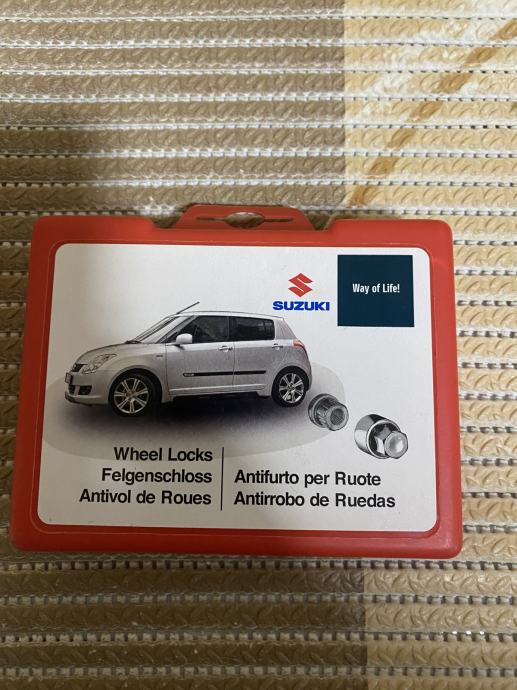 SUZUKI
Way of Life!
Wheel Locks
Felgenschloss
Antivol de Roues
Antifurto per Ruote
Antirrobo de Ruedas